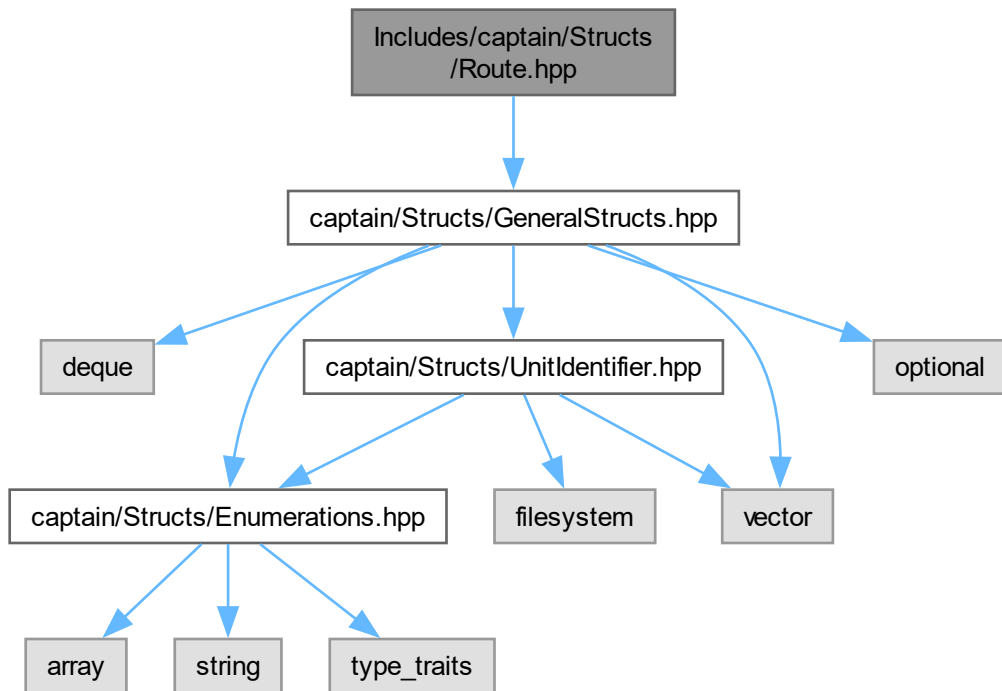 Includes/captain/Structs
/Route.hpp
captain/Structs/GeneralStructs.hpp
deque
captain/Structs/UnitIdentifier.hpp
optional
captain/Structs/Enumerations.hpp
filesystem
vector
array
string
type_traits